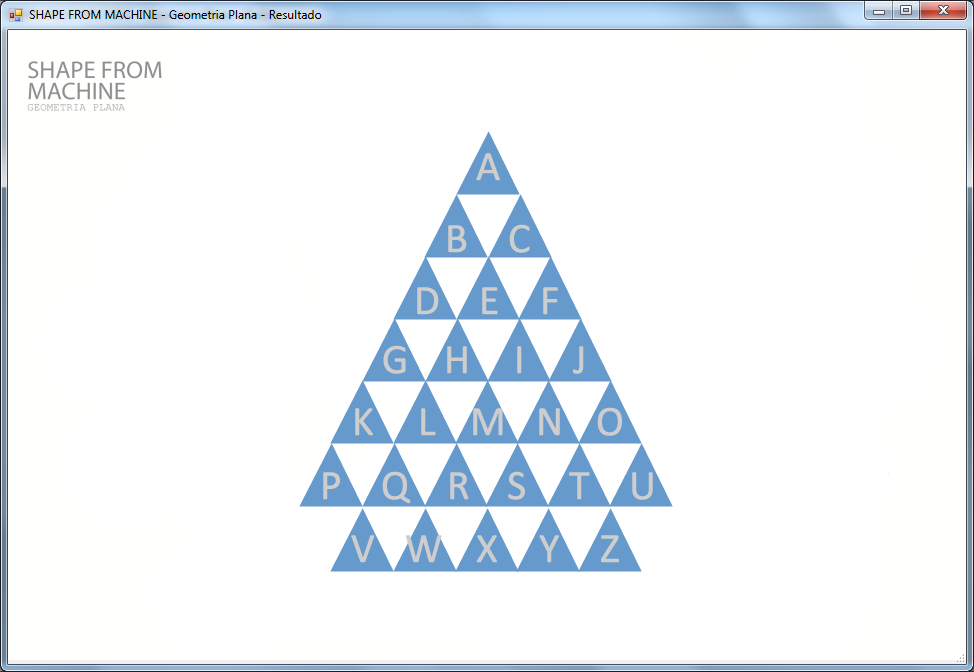 SHAPE FROM MACHINE - Geometria Plana - Resultado
SHAPE FROM
MACHINE
GEOMETRIA PLANA
A
B C
D E F
G H I J
K L M N O
P Q R S T U
V W X Y Z